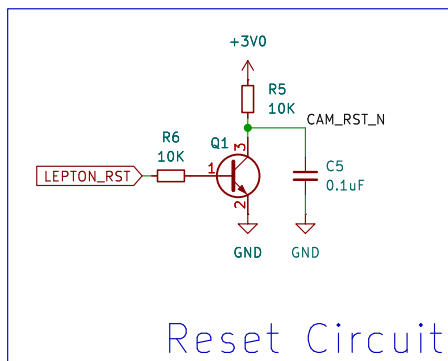 +3V0
R5
10K
CAM_RST_N
R6
10K
Q1
3
1
LEPTON_RST
C5
0.1uF
2
GND
GND
Reset Circuit